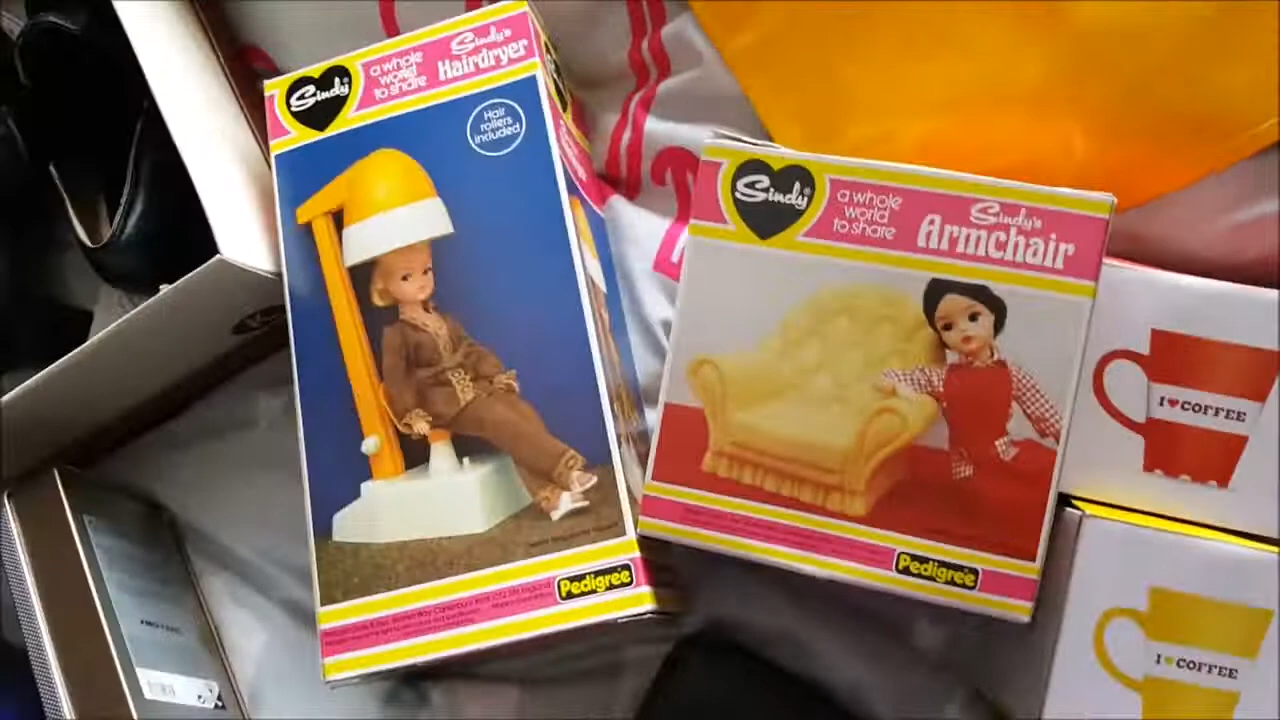 Sindy®
a whole
world
to share
Sindy's
Hairdryer
Hair
rollers
included
Pedigree
Sindy®
a whole
world
to share
Sindy's
Armchair
Pedigree
I♥COFFEE
I♥COFFEE